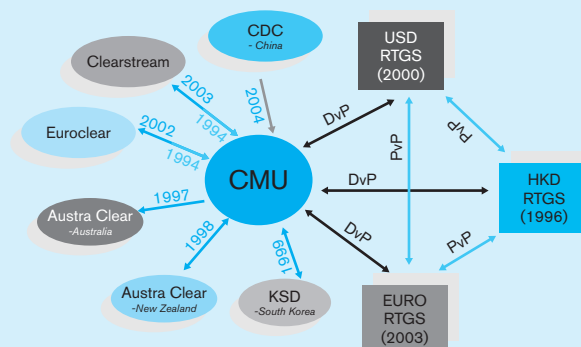 CDC
- China
Clearstream
2003
1994
2004
Euroclear
2002
1994
CMU
1997
Austra Clear
-Australia
1998
Austra Clear
-New Zealand
1999
KSD
-South Korea
USD
RTGS
(2000)
DvP
PvP
PvP
DvP
HKD
RTGS
(1996)
DvP
PvP
EURO
RTGS
(2003)